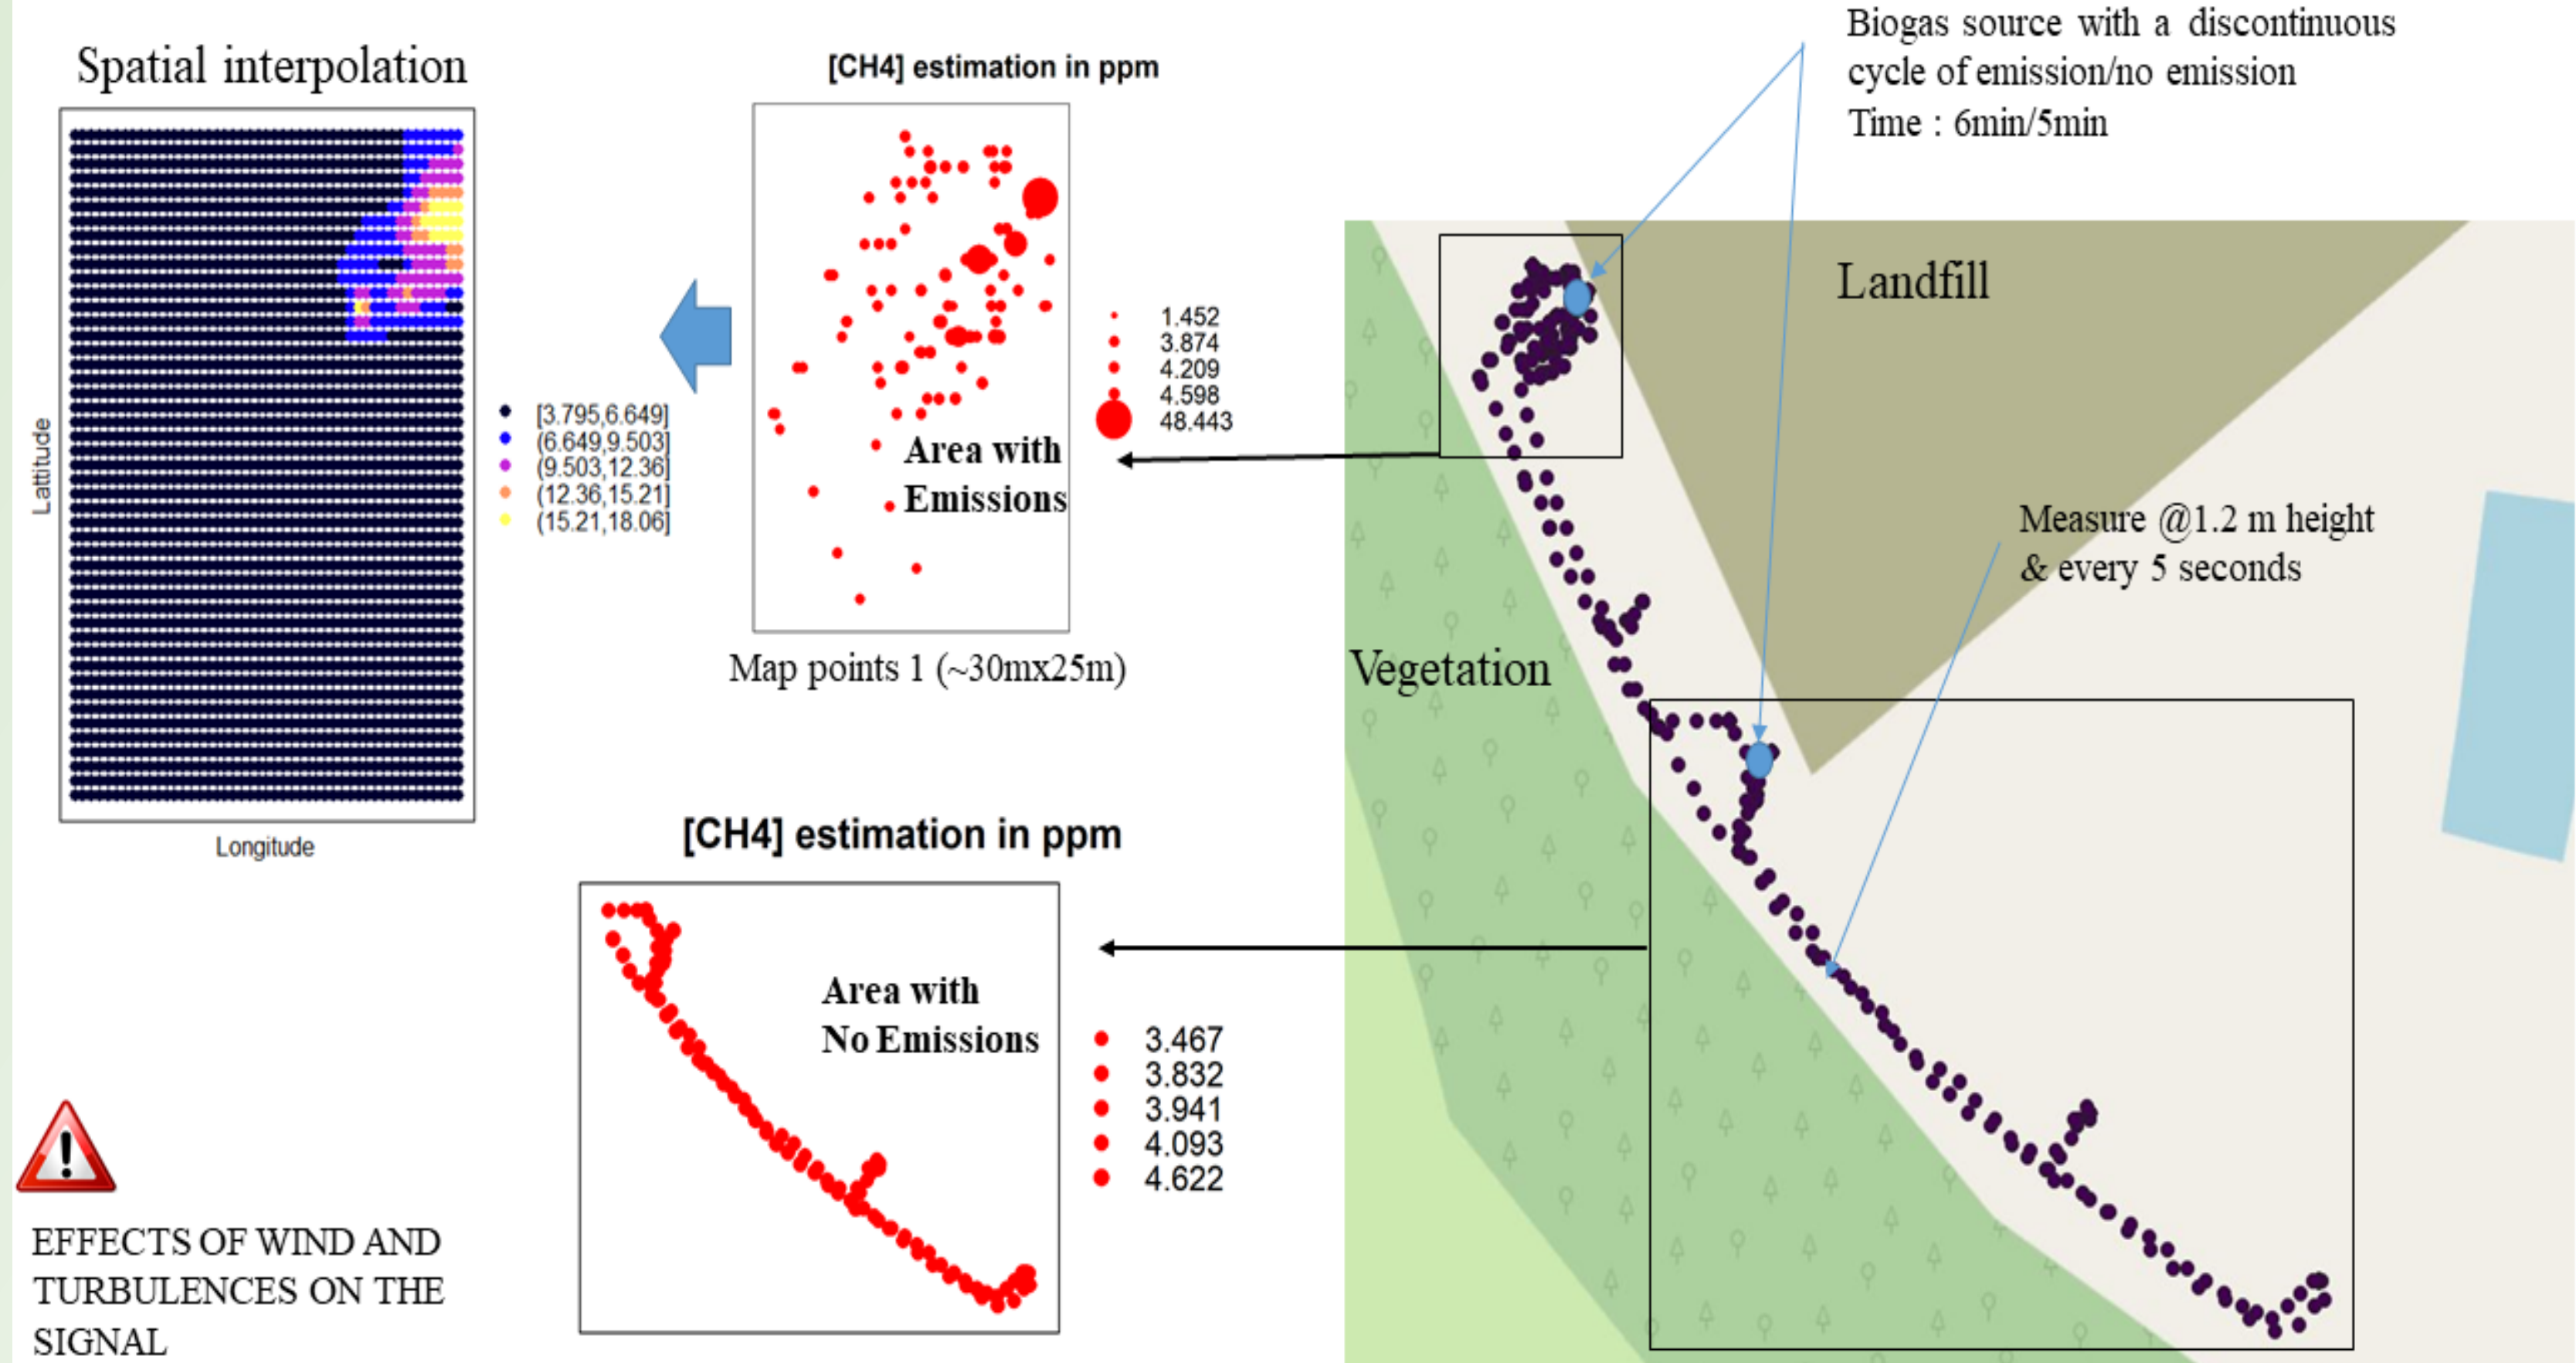 Spatial interpolation
Lattitude
Longitude
[3.795,6.649]
(6.649,9.503]
(9.503,12.36]
(12.36,15.21]
(15.21,18.06]
[CH4] estimation in ppm
Area with
Emissions
1.452
3.874
4.209
4.598
48.443
Map points 1 (~30mx25m)
[CH4] estimation in ppm
Area with
No Emissions
3.467
3.832
3.941
4.093
4.622
EFFECTS OF WIND AND
TURBULENCES ON THE
SIGNAL
Biogas source with a discontinuous
cycle of emission/no emission
Time : 6min/5min
Landfill
Measure @1.2 m height
& every 5 seconds
Vegetation